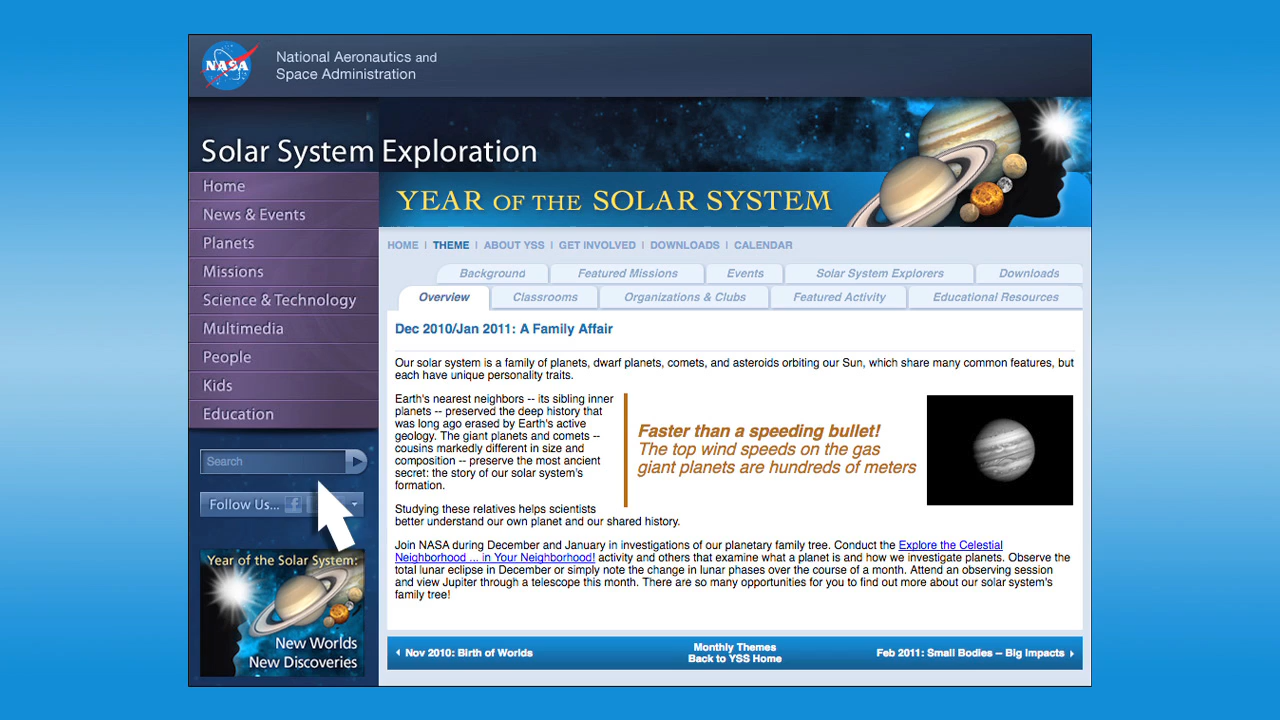 NASA
National Aeronautics and
Space Administration
Solar System Exploration
YEAR OF THE SOLAR SYSTEM
Home
News & Events
Planets
Missions
Science & Technology
Multimedia
People
Kids
Education
Search
Follow Us...
f
Year of the Solar System:
New Worlds
New Discoveries
HOME | THEME | ABOUT YSS | GET INVOLVED | DOWNLOADS | CALENDAR
Background Featured Missions Events Solar System Explorers Downloads
Overview Classrooms Organizations & Clubs Featured Activity Educational Resources
Dec 2010/Jan 2011: A Family Affair
Our solar system is a family of planets, dwarf planets, comets, and asteroids orbiting our Sun, which share many common features, but
each have unique personality traits.
Earth's nearest neighbors -- its sibling inner
planets -- preserved the deep history that
was long ago erased by Earth's active
geology. The giant planets and comets --
cousins markedly different in size and
composition -- preserve the most ancient
secret: the story of our solar system's
formation.
Faster than a speeding bullet!
The top wind speeds on the gas
giant planets are hundreds of meters
Studying these relatives helps scientists
better understand our own planet and our shared history.
Join NASA during December and January in investigations of our planetary family tree. Conduct the Explore the Celestial
Neighborhood ... in Your Neighborhood! activity and others that examine what a planet is and how we investigate planets. Observe the
total lunar eclipse in December or simply note the change in lunar phases over the course of a month. Attend an observing session
and view Jupiter through a telescope this month. There are so many opportunities for you to find out more about our solar system's
family tree!
Nov 2010: Birth of Worlds
Monthly Themes
Back to YSS Home
Feb 2011: Small Bodies -- Big Impacts